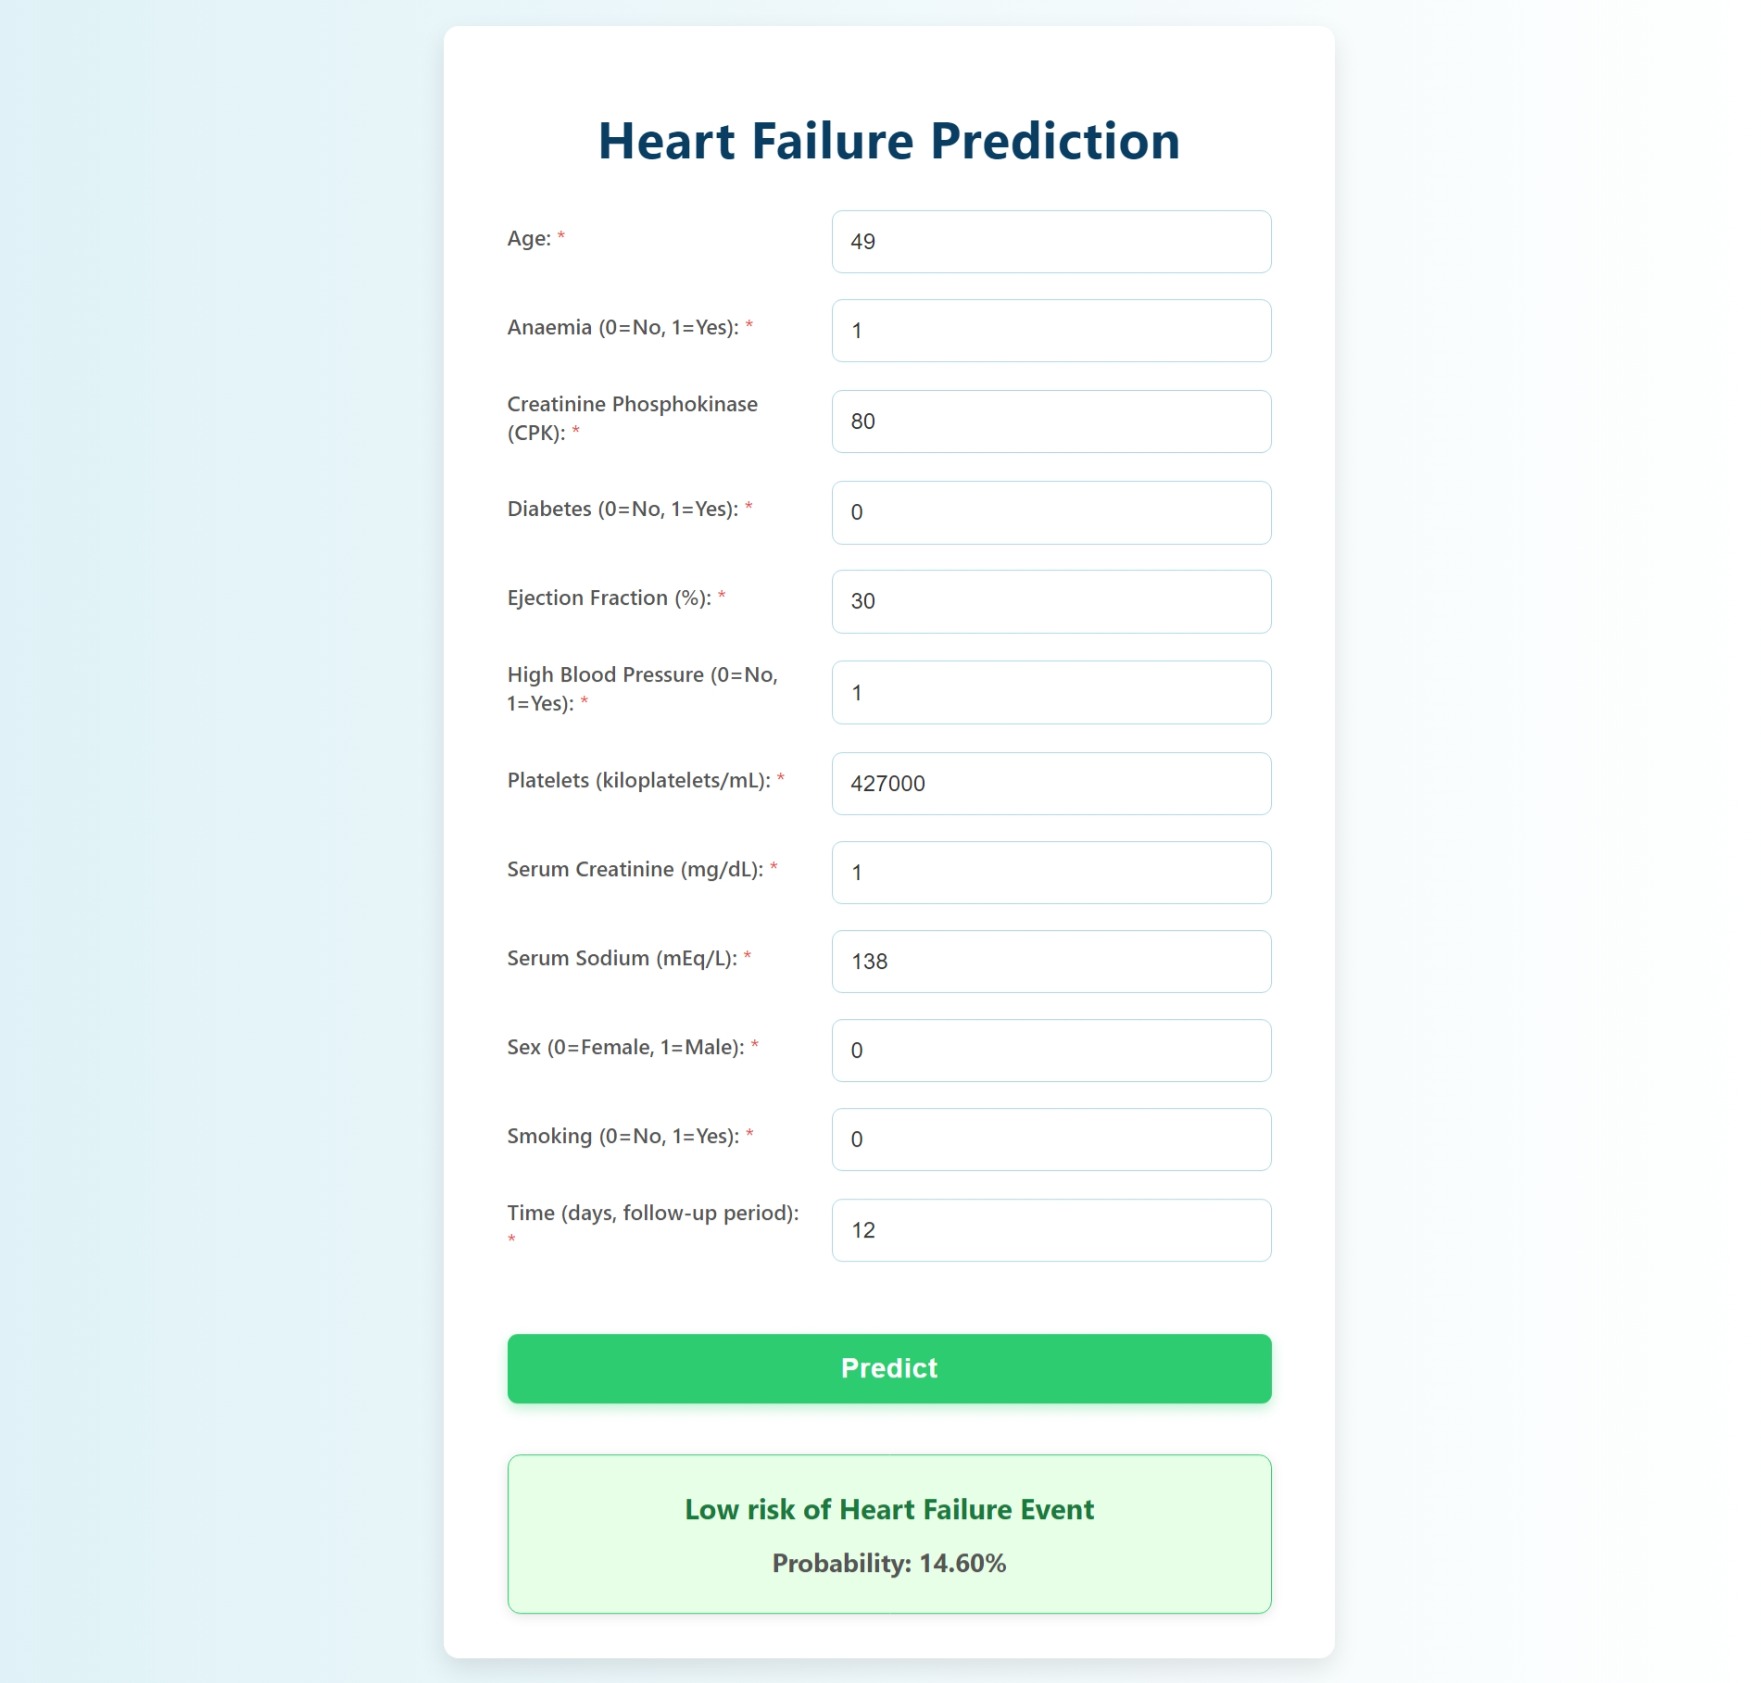 Heart Failure Prediction
Age: *
49
Anaemia (0=No, 1=Yes): *
1
Creatinine Phosphokinase
(CPK): *
80
Diabetes (0=No, 1=Yes): *
0
Ejection Fraction (%): *
30
High Blood Pressure (0=No,
1=Yes): *
1
Platelets (kiloplatelets/mL): *
427000
Serum Creatinine (mg/dL): *
1
Serum Sodium (mEq/L): *
138
Sex (0=Female, 1=Male): *
0
Smoking (0=No, 1=Yes): *
0
Time (days, follow-up period):
*
12
Predict
Low risk of Heart Failure Event
Probability: 14.60%